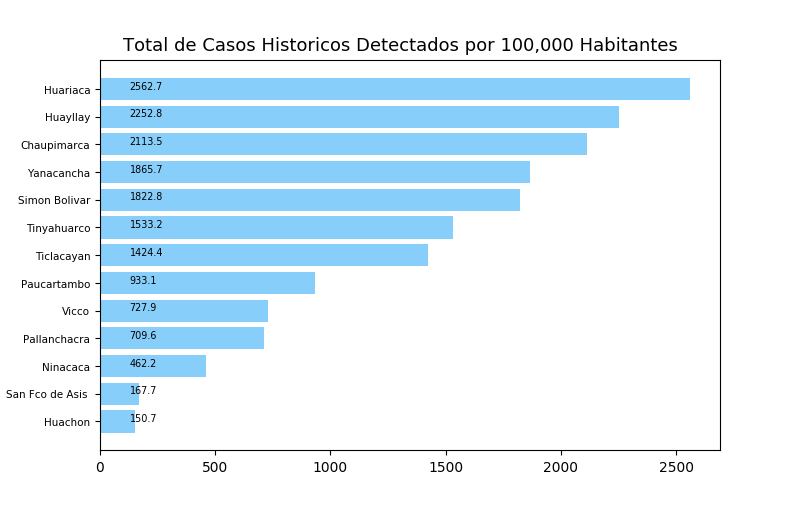 Total de Casos Historicos Detectados por 100,000 Habitantes
Huariaca 2562.7
Huayllay 2252.8
Chaupimarca 2113.5
Yanacancha 1865.7
Simon Bolivar 1822.8
Tinyahuarco 1533.2
Ticlacayan 1424.4
Paucartambo 933.1
Vicco 727.9
Pallanchacra 709.6
Ninacaca 462.2
San Fco de Asis 167.7
Huachon 150.7
0 500 1000 1500 2000 2500